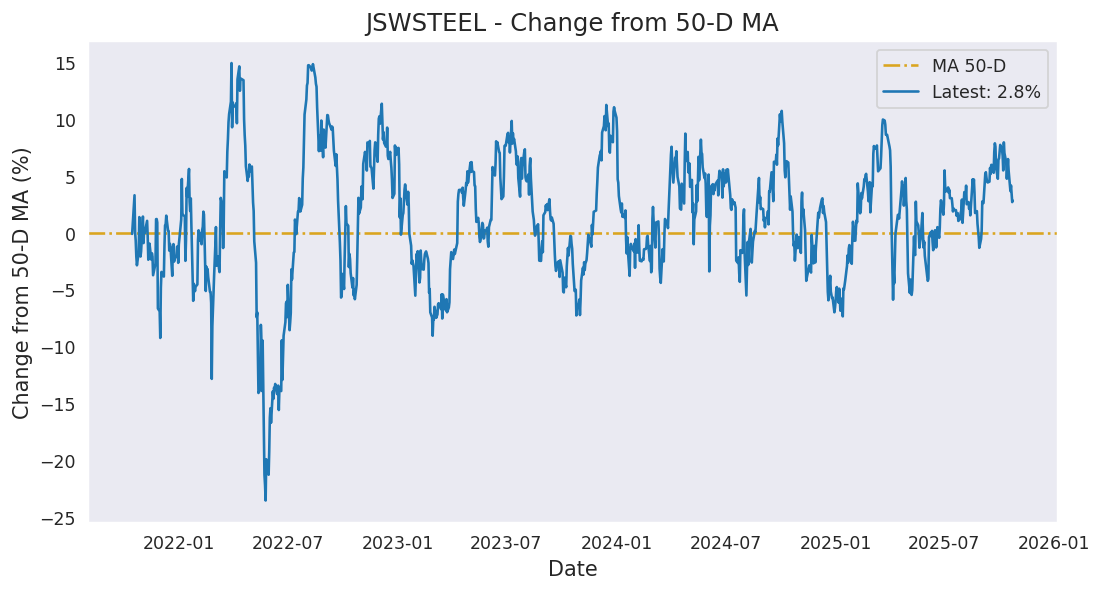 JSWSTEEL - Change from 50-D MA
MA 50-D
Latest: 2.8%
Change from 50-D MA (%)
15
10
5
0
−5
−10
−15
−20
−25
2022-01 2022-07 2023-01 2023-07 2024-01 2024-07 2025-01 2025-07 2026-01
Date